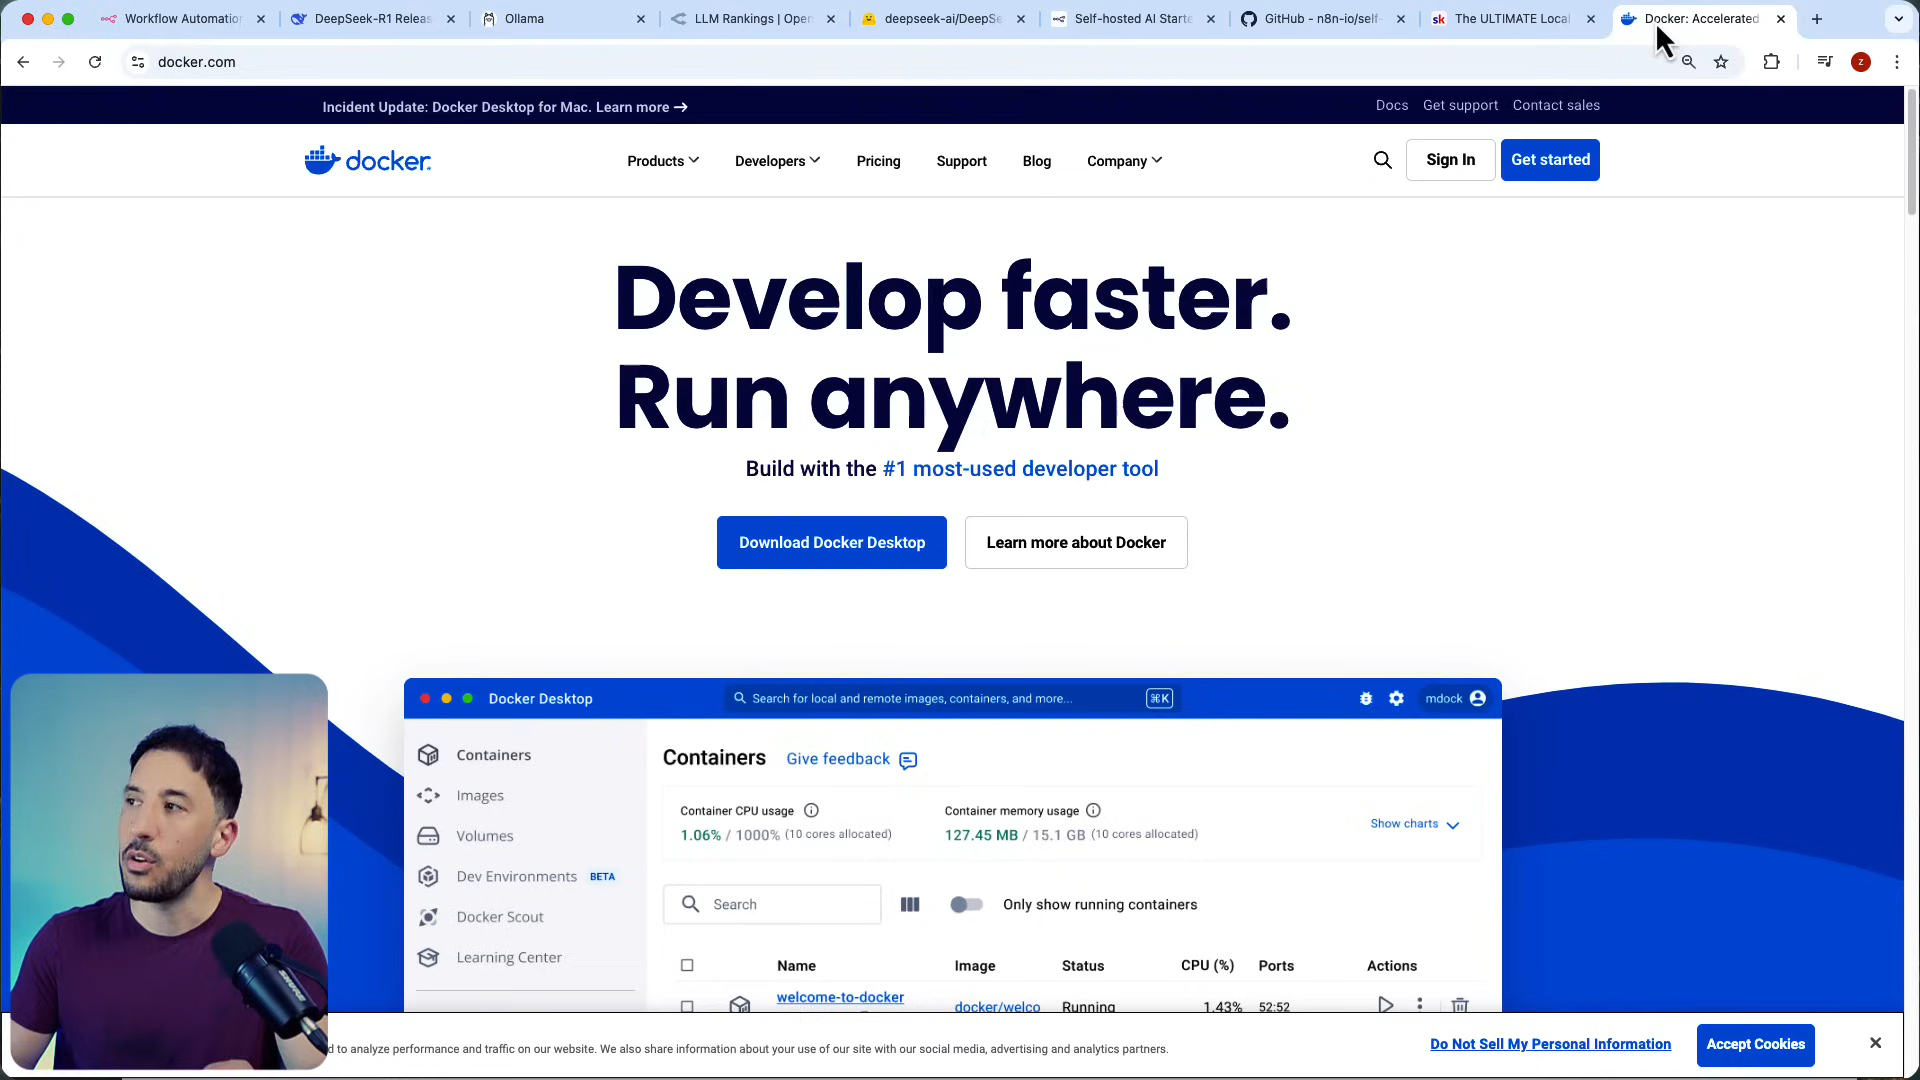 Workflow Automation
DeepSeek-R1 Releas
Ollama
LLM Rankings | Open
deepseek-ai/DeepSe
Self-hosted AI Starte
GitHub - n8n-io/self-
The ULTIMATE Local
Docker: Accelerated
docker.com
z
Incident Update: Docker Desktop for Mac. Learn more →
Docs Get support Contact sales
docker
Products Developers Pricing Support Blog Company
Sign In
Get started
Develop faster.
Run anywhere.
Build with the #1 most-used developer tool
Download Docker Desktop
Learn more about Docker
Docker Desktop
Search for local and remote images, containers, and more...
⌘K
mdock
Containers
Images
Volumes
Dev Environments BETA
Docker Scout
Learning Center
Containers Give feedback
Container CPU usage
1.06% / 1000% (10 cores allocated)
Container memory usage
127.45 MB / 15.1 GB (10 cores allocated)
Show charts
Search
Only show running containers
Name Image Status CPU (%) Ports Actions
welcome-to-docker docker/welco Running 1.43% 52:52
SHURE
d to analyze performance and traffic on our website. We also share information about your use of our site with our social media, advertising and analytics partners.
Do Not Sell My Personal Information
Accept Cookies